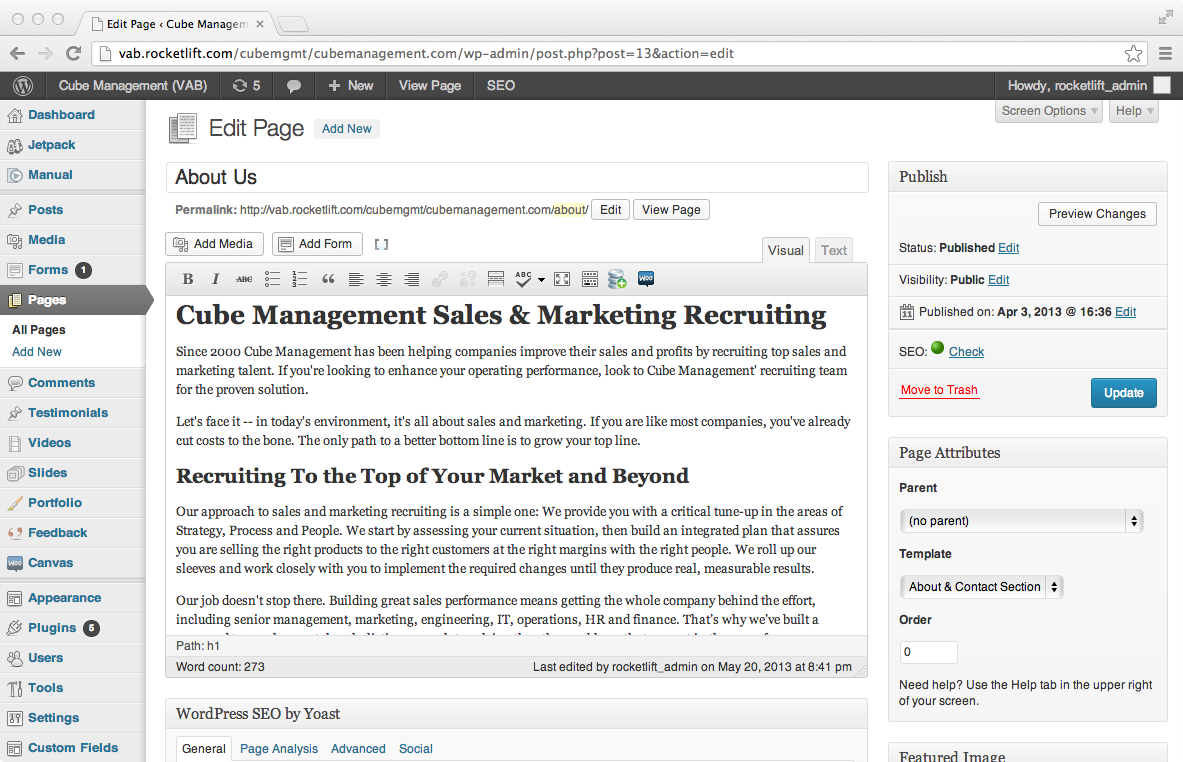 Edit Page ‹ Cube Managem
vab.rocketlift.com/cubemgmt/cubemanagement.com/wp-admin/post.php?post=13&action=edit
Cube Management (VAB) 5 + New View Page SEO Howdy, rocketlift_admin
Screen Options Help
Dashboard
Jetpack
Manual
Posts
Media
Forms 1
Pages
All Pages
Add New
Comments
Testimonials
Videos
Slides
Portfolio
Feedback
Canvas
Appearance
Plugins 5
Users
Tools
Settings
Custom Fields
Edit Page Add New
About Us
Permalink: http://vab.rocketlift.com/cubemgmt/cubemanagement.com/about/ Edit View Page
Add Media Add Form [ ]
Visual Text
B I ABC ABC WOO
Cube Management Sales & Marketing Recruiting
Since 2000 Cube Management has been helping companies improve their sales and profits by recruiting top sales and
marketing talent. If you're looking to enhance your operating performance, look to Cube Management' recruiting team
for the proven solution.
Let's face it -- in today's environment, it's all about sales and marketing. If you are like most companies, you've already
cut costs to the bone. The only path to a better bottom line is to grow your top line.
Recruiting To the Top of Your Market and Beyond
Our approach to sales and marketing recruiting is a simple one: We provide you with a critical tune-up in the areas of
Strategy, Process and People. We start by assessing your current situation, then build an integrated plan that assures
you are selling the right products to the right customers at the right margins with the right people. We roll up our
sleeves and work closely with you to implement the required changes until they produce real, measurable results.
Our job doesn't stop there. Building great sales performance means getting the whole company behind the effort,
including senior management, marketing, engineering, IT, operations, HR and finance. That's why we've built a
Path: h1
Word count: 273 Last edited by rocketlift_admin on May 20, 2013 at 8:41 pm
WordPress SEO by Yoast
General Page Analysis Advanced Social
Publish
Preview Changes
Status: Published Edit
Visibility: Public Edit
Published on: Apr 3, 2013 @ 16:36 Edit
SEO: Check
Move to Trash Update
Page Attributes
Parent
(no parent)
Template
About & Contact Section
Order
0
Need help? Use the Help tab in the upper right
of your screen.
Featured Image